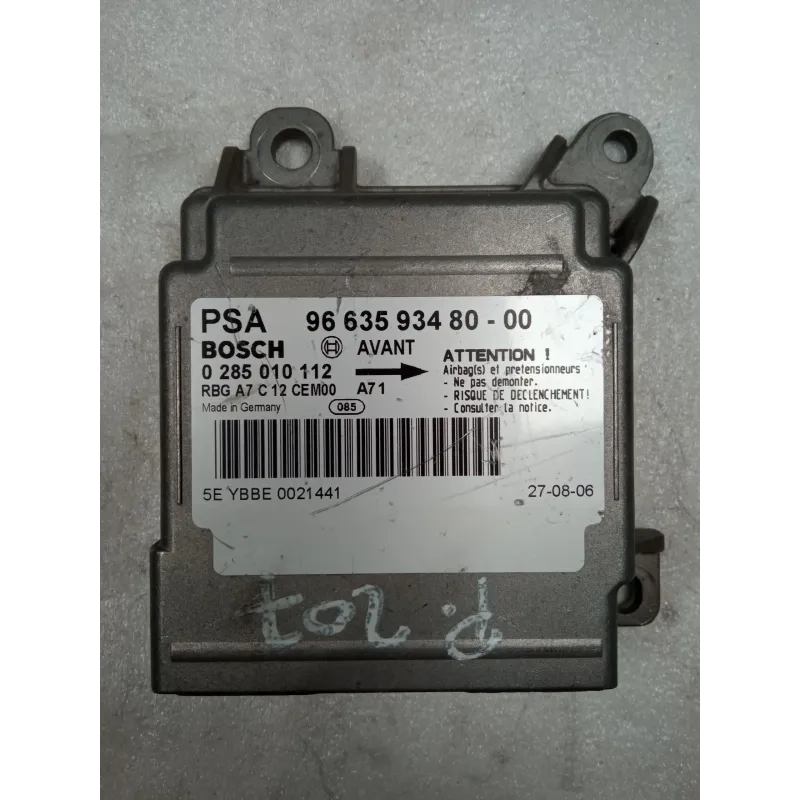 PSA 96 635 934 80 - 00
BOSCH AVANT
0 285 010 112
RBG A7 C 12 CEM00 A71
Made in Germany 085
ATTENTION !
Airbag(s) et pretensionneurs
- Ne pas demonter.
- RISQUE DE DECLENCHEMENT!
- Consulter la notice.
5E YBBE 0021441 27-08-06
P.207